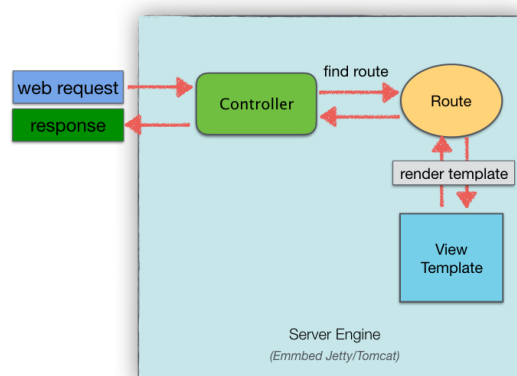 find route
web request
Controller
Route
response
render template
View
Template
Server Engine
(Emmbed Jetty/Tomcat)